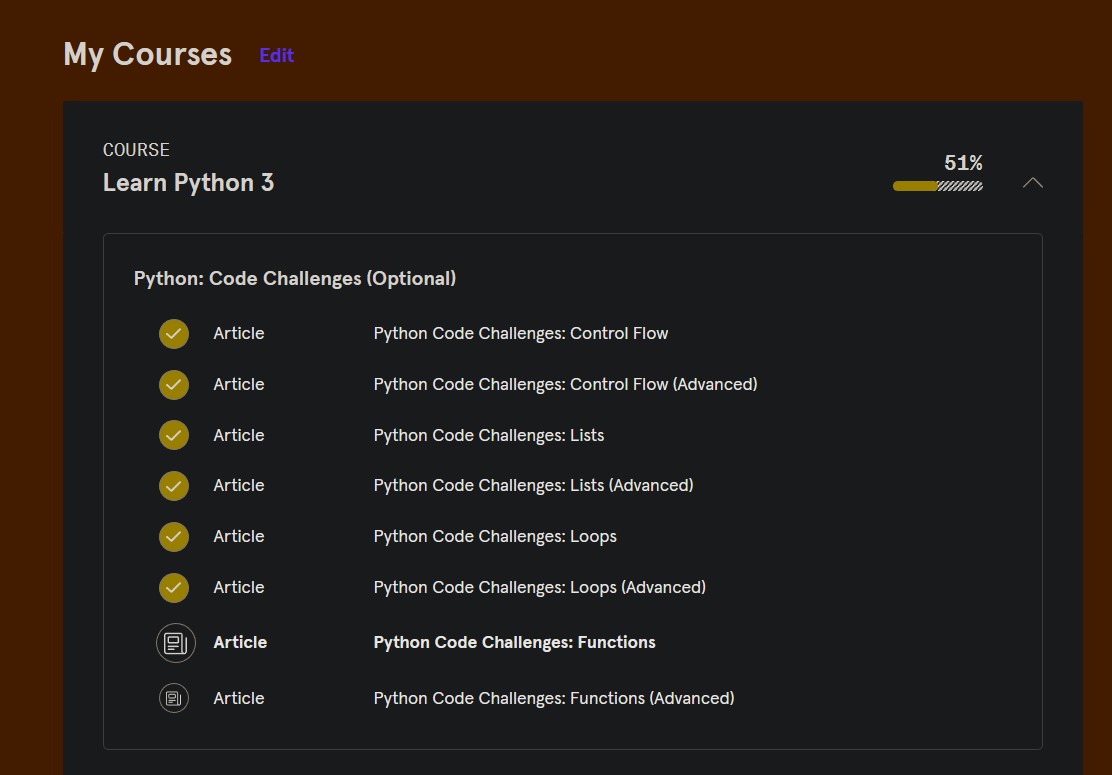 My Courses Edit
COURSE
Learn Python 3
51%
Python: Code Challenges (Optional)
Article Python Code Challenges: Control Flow
Article Python Code Challenges: Control Flow (Advanced)
Article Python Code Challenges: Lists
Article Python Code Challenges: Lists (Advanced)
Article Python Code Challenges: Loops
Article Python Code Challenges: Loops (Advanced)
Article Python Code Challenges: Functions
Article Python Code Challenges: Functions (Advanced)